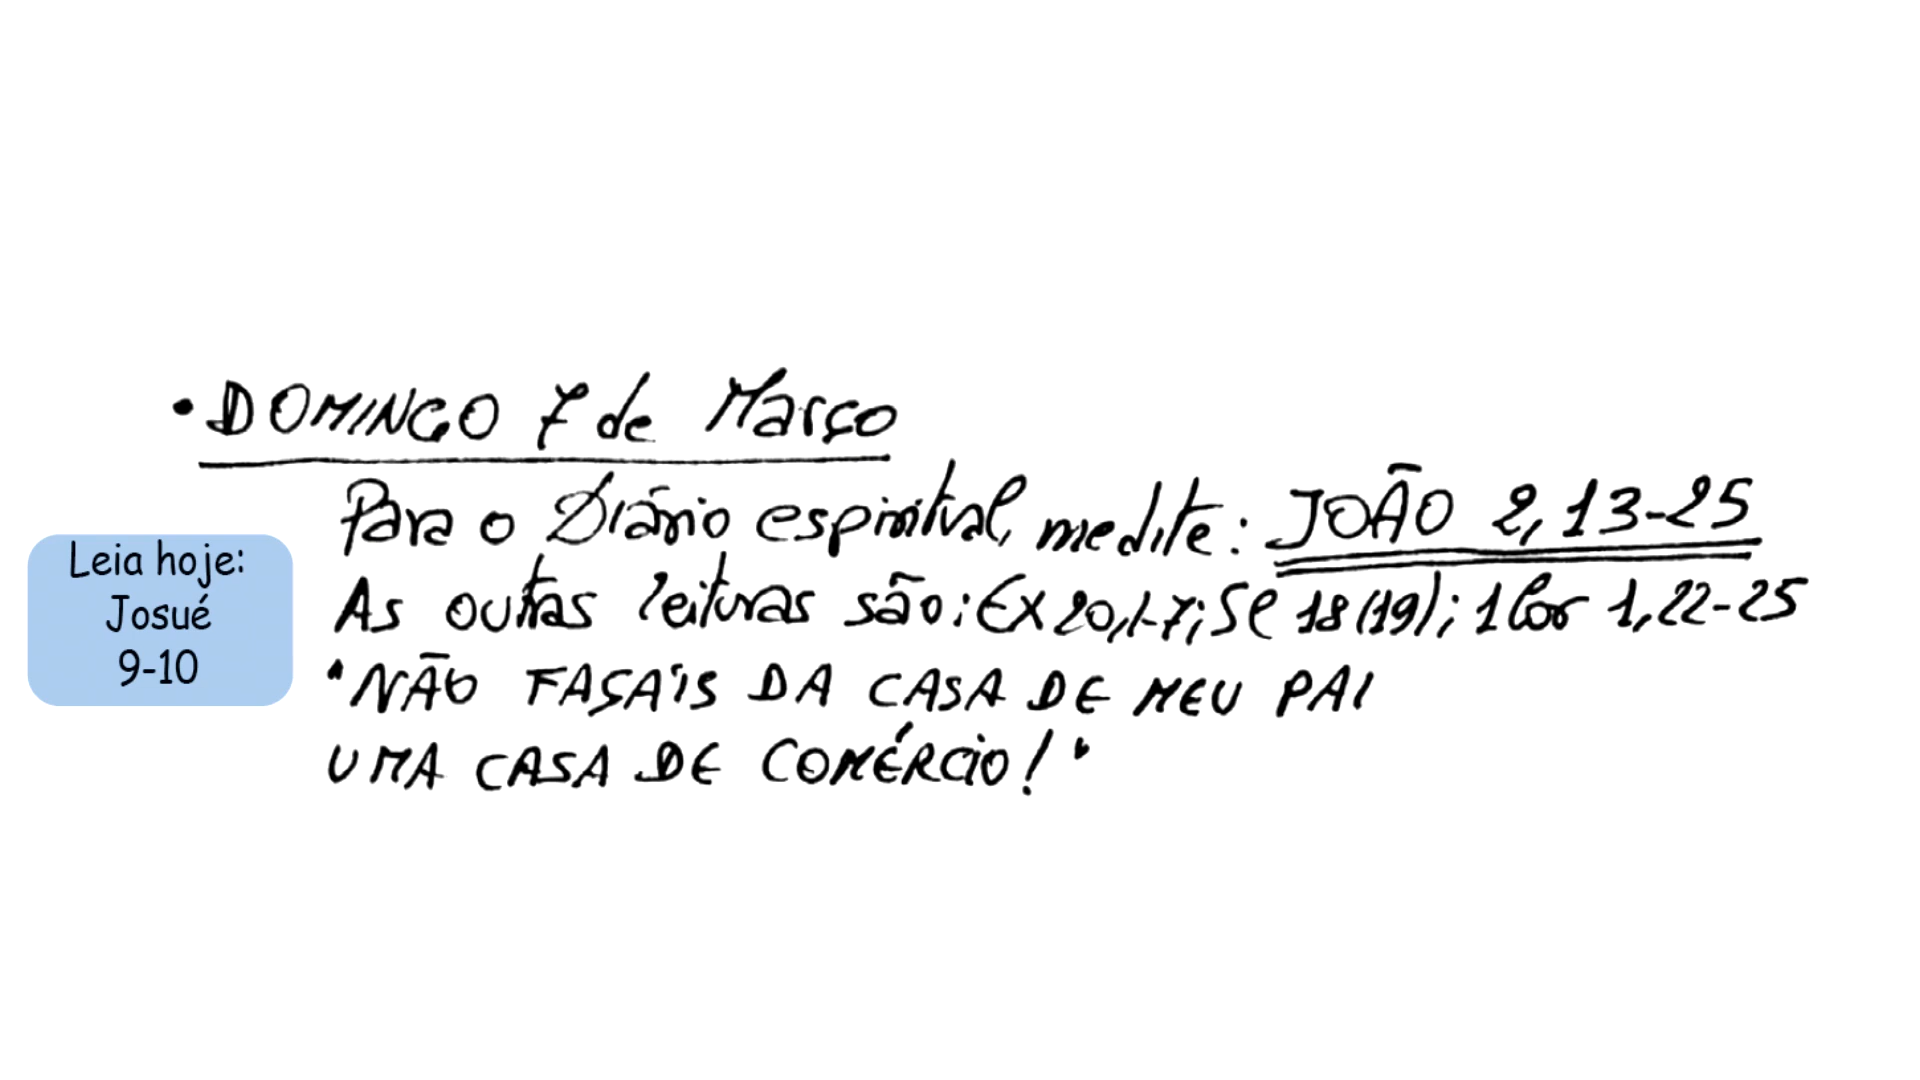 • DOMINGO 7 de Março
Para o Diário espiritual, medite: JOÃO 2, 13-25
As outras leituras são: EX 20,1-7; Sl 18(19); 1 Cor 1, 22-25
"NÃO FAÇAIS DA CASA DE MEU PAI
UMA CASA DE COMÉRCIO!"
Leia hoje:
Josué
9-10